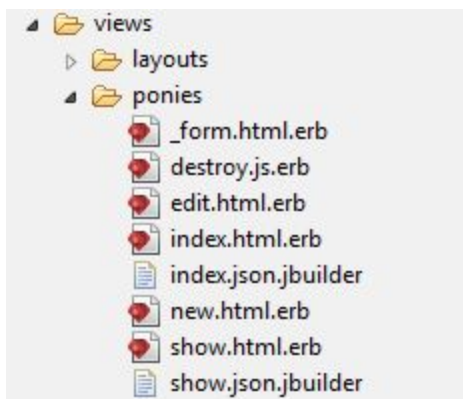 views
layouts
ponies
_form.html.erb
destroy.js.erb
edit.html.erb
index.html.erb
index.json.jbuilder
new.html.erb
show.html.erb
show.json.jbuilder